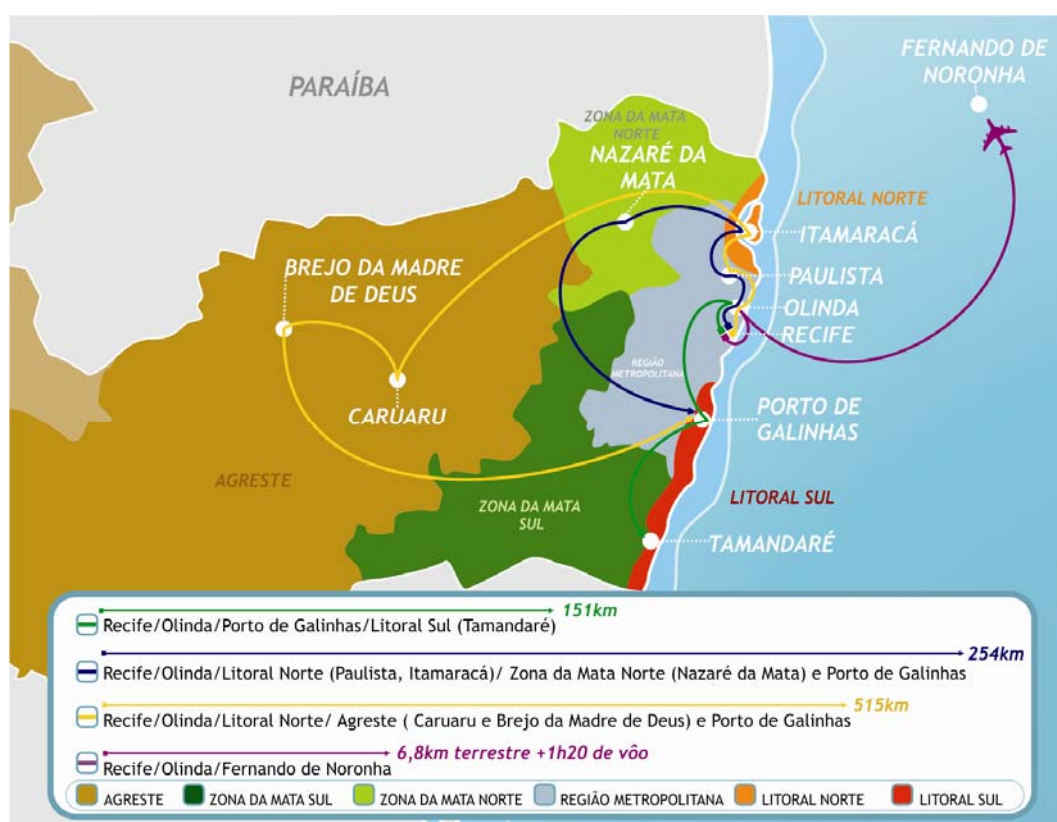 PARAÍBA
FERNANDO DE
NORONHA
ZONA DA MATA
NORTE
NAZARÉ DA
MATA
LITORAL NORTE
ITAMARACÁ
BREJO DA MADRE
DE DEUS
PAULISTA
OLINDA
RECIFE
REGIÃO
METROPOLITANA
CARUARU
PORTO DE
GALINHAS
AGRESTE
ZONA DA MATA
SUL
LITORAL SUL
TAMANDARÉ
151km
Recife/Olinda/Porto de Galinhas/Litoral Sul (Tamandaré)
254km
Recife/Olinda/Litoral Norte (Paulista, Itamaracá)/ Zona da Mata Norte (Nazaré da Mata) e Porto de Galinhas
515km
Recife/Olinda/Litoral Norte/ Agreste ( Caruaru e Brejo da Madre de Deus) e Porto de Galinhas
6,8km terrestre +1h20 de vôo
Recife/Olinda/Fernando de Noronha
AGRESTE ZONA DA MATA SUL ZONA DA MATA NORTE REGIÃO METROPOLITANA LITORAL NORTE LITORAL SUL